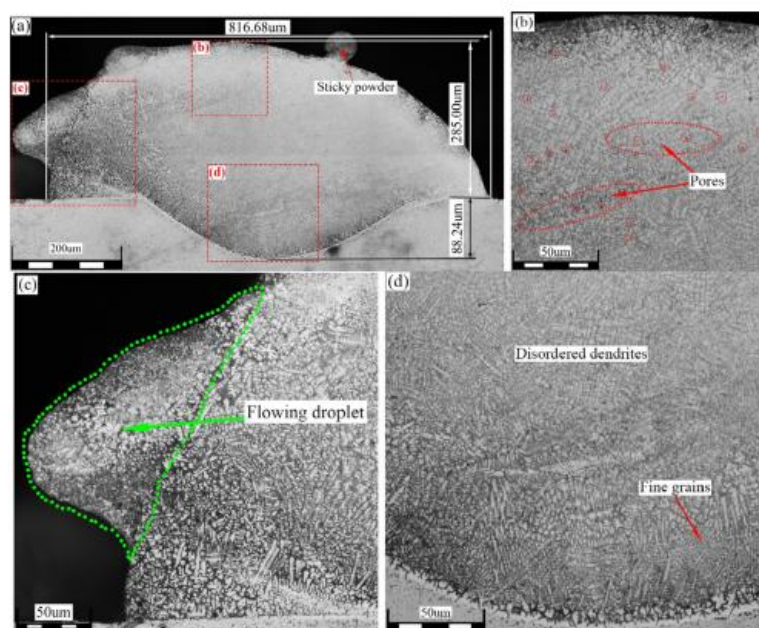 (a)
816.68um
(b)
(c)
Sticky powder
285.00um
(d)
88.24um
200um
(b)
Pores
50um
(c)
Flowing droplet
50um
(d)
Disordered dendrites
Fine grains
50um